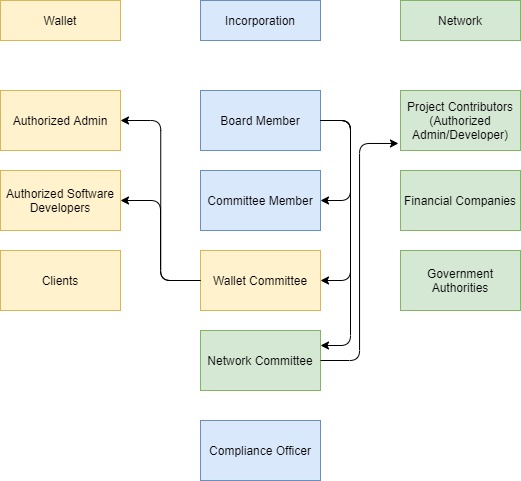 Wallet
Incorporation
Network
Authorized Admin
Board Member
Project Contributors
(Authorized
Admin/Developer)
Authorized Software
Developers
Committee Member
Financial Companies
Clients
Wallet Committee
Government
Authorities
Network Committee
Compliance Officer